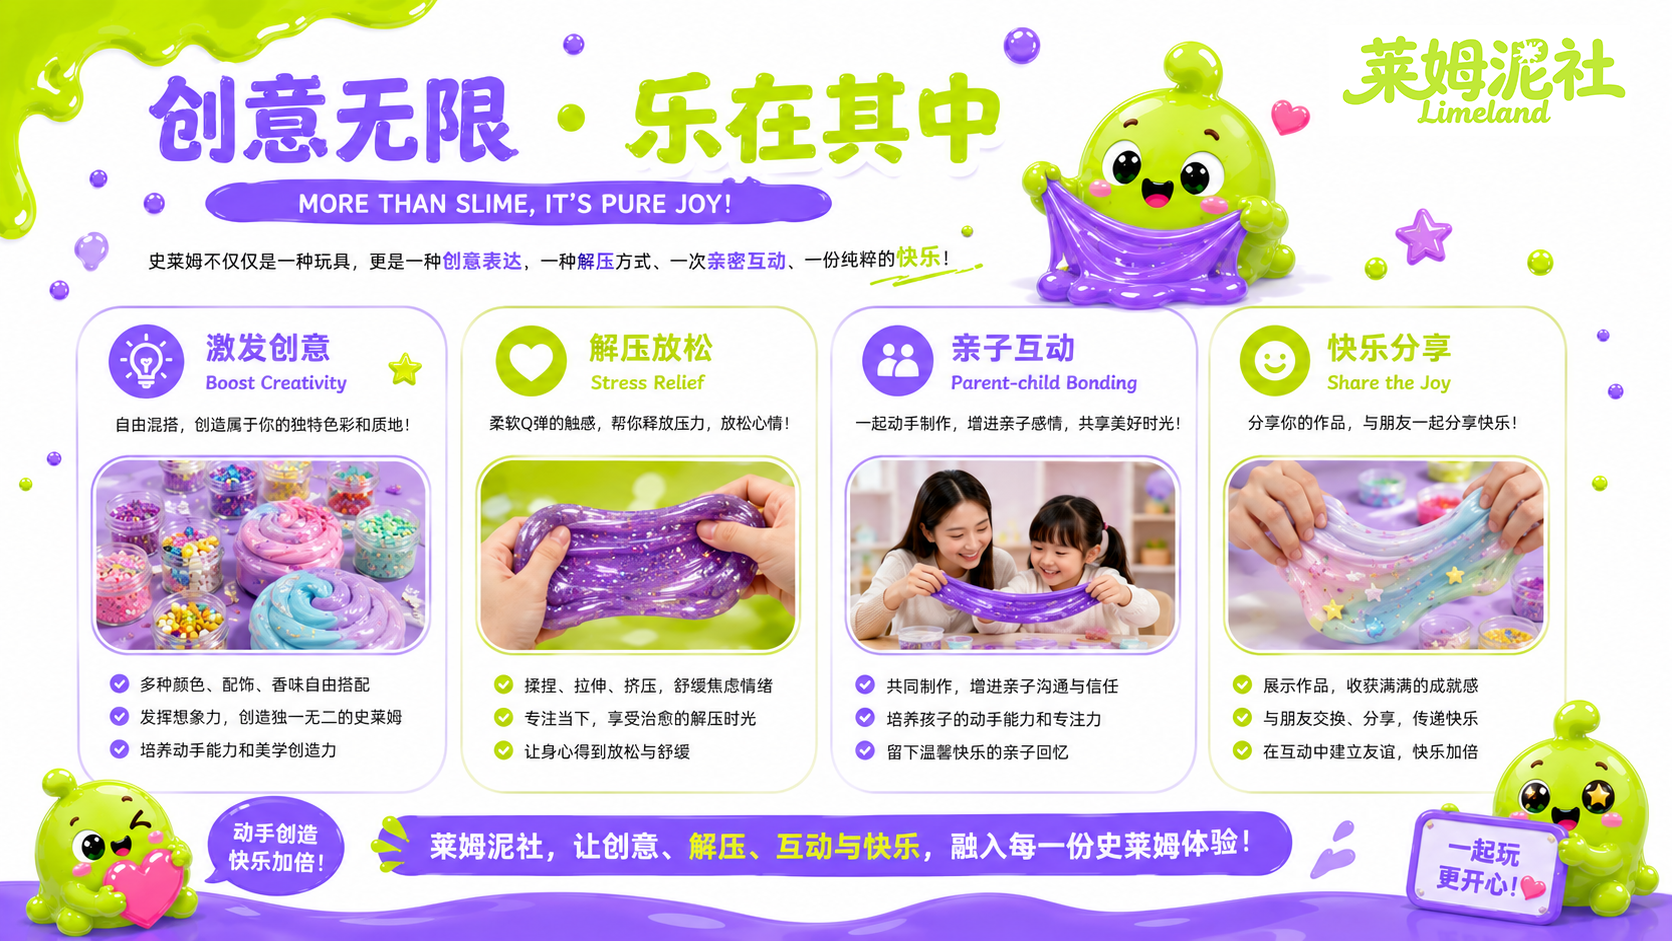 莱姆泥社
Limeland
创意无限·乐在其中
MORE THAN SLIME, IT'S PURE JOY!
史莱姆不仅仅是一种玩具，更是一种创意表达，一种解压方式、一次亲密互动、一份纯粹的快乐！
激发创意
Boost Creativity
自由混搭，创造属于你的独特色彩和质地！
多种颜色、配饰、香味自由搭配
发挥想象力，创造独一无二的史莱姆
培养动手能力和美学创造力
解压放松
Stress Relief
柔软Q弹的触感，帮你释放压力，放松心情！
揉捏、拉伸、挤压，舒缓焦虑情绪
专注当下，享受治愈的解压时光
让身心得到放松与舒缓
亲子互动
Parent-child Bonding
一起动手制作，增进亲子感情，共享美好时光！
共同制作，增进亲子沟通与信任
培养孩子的动手能力和专注力
留下温馨快乐的亲子回忆
快乐分享
Share the Joy
分享你的作品，与朋友一起分享快乐！
展示作品，收获满满的成就感
与朋友交换、分享，传递快乐
在互动中建立友谊，快乐加倍
动手创造
快乐加倍！
莱姆泥社，让创意、解压、互动与快乐，融入每一份史莱姆体验！
一起玩
更开心！